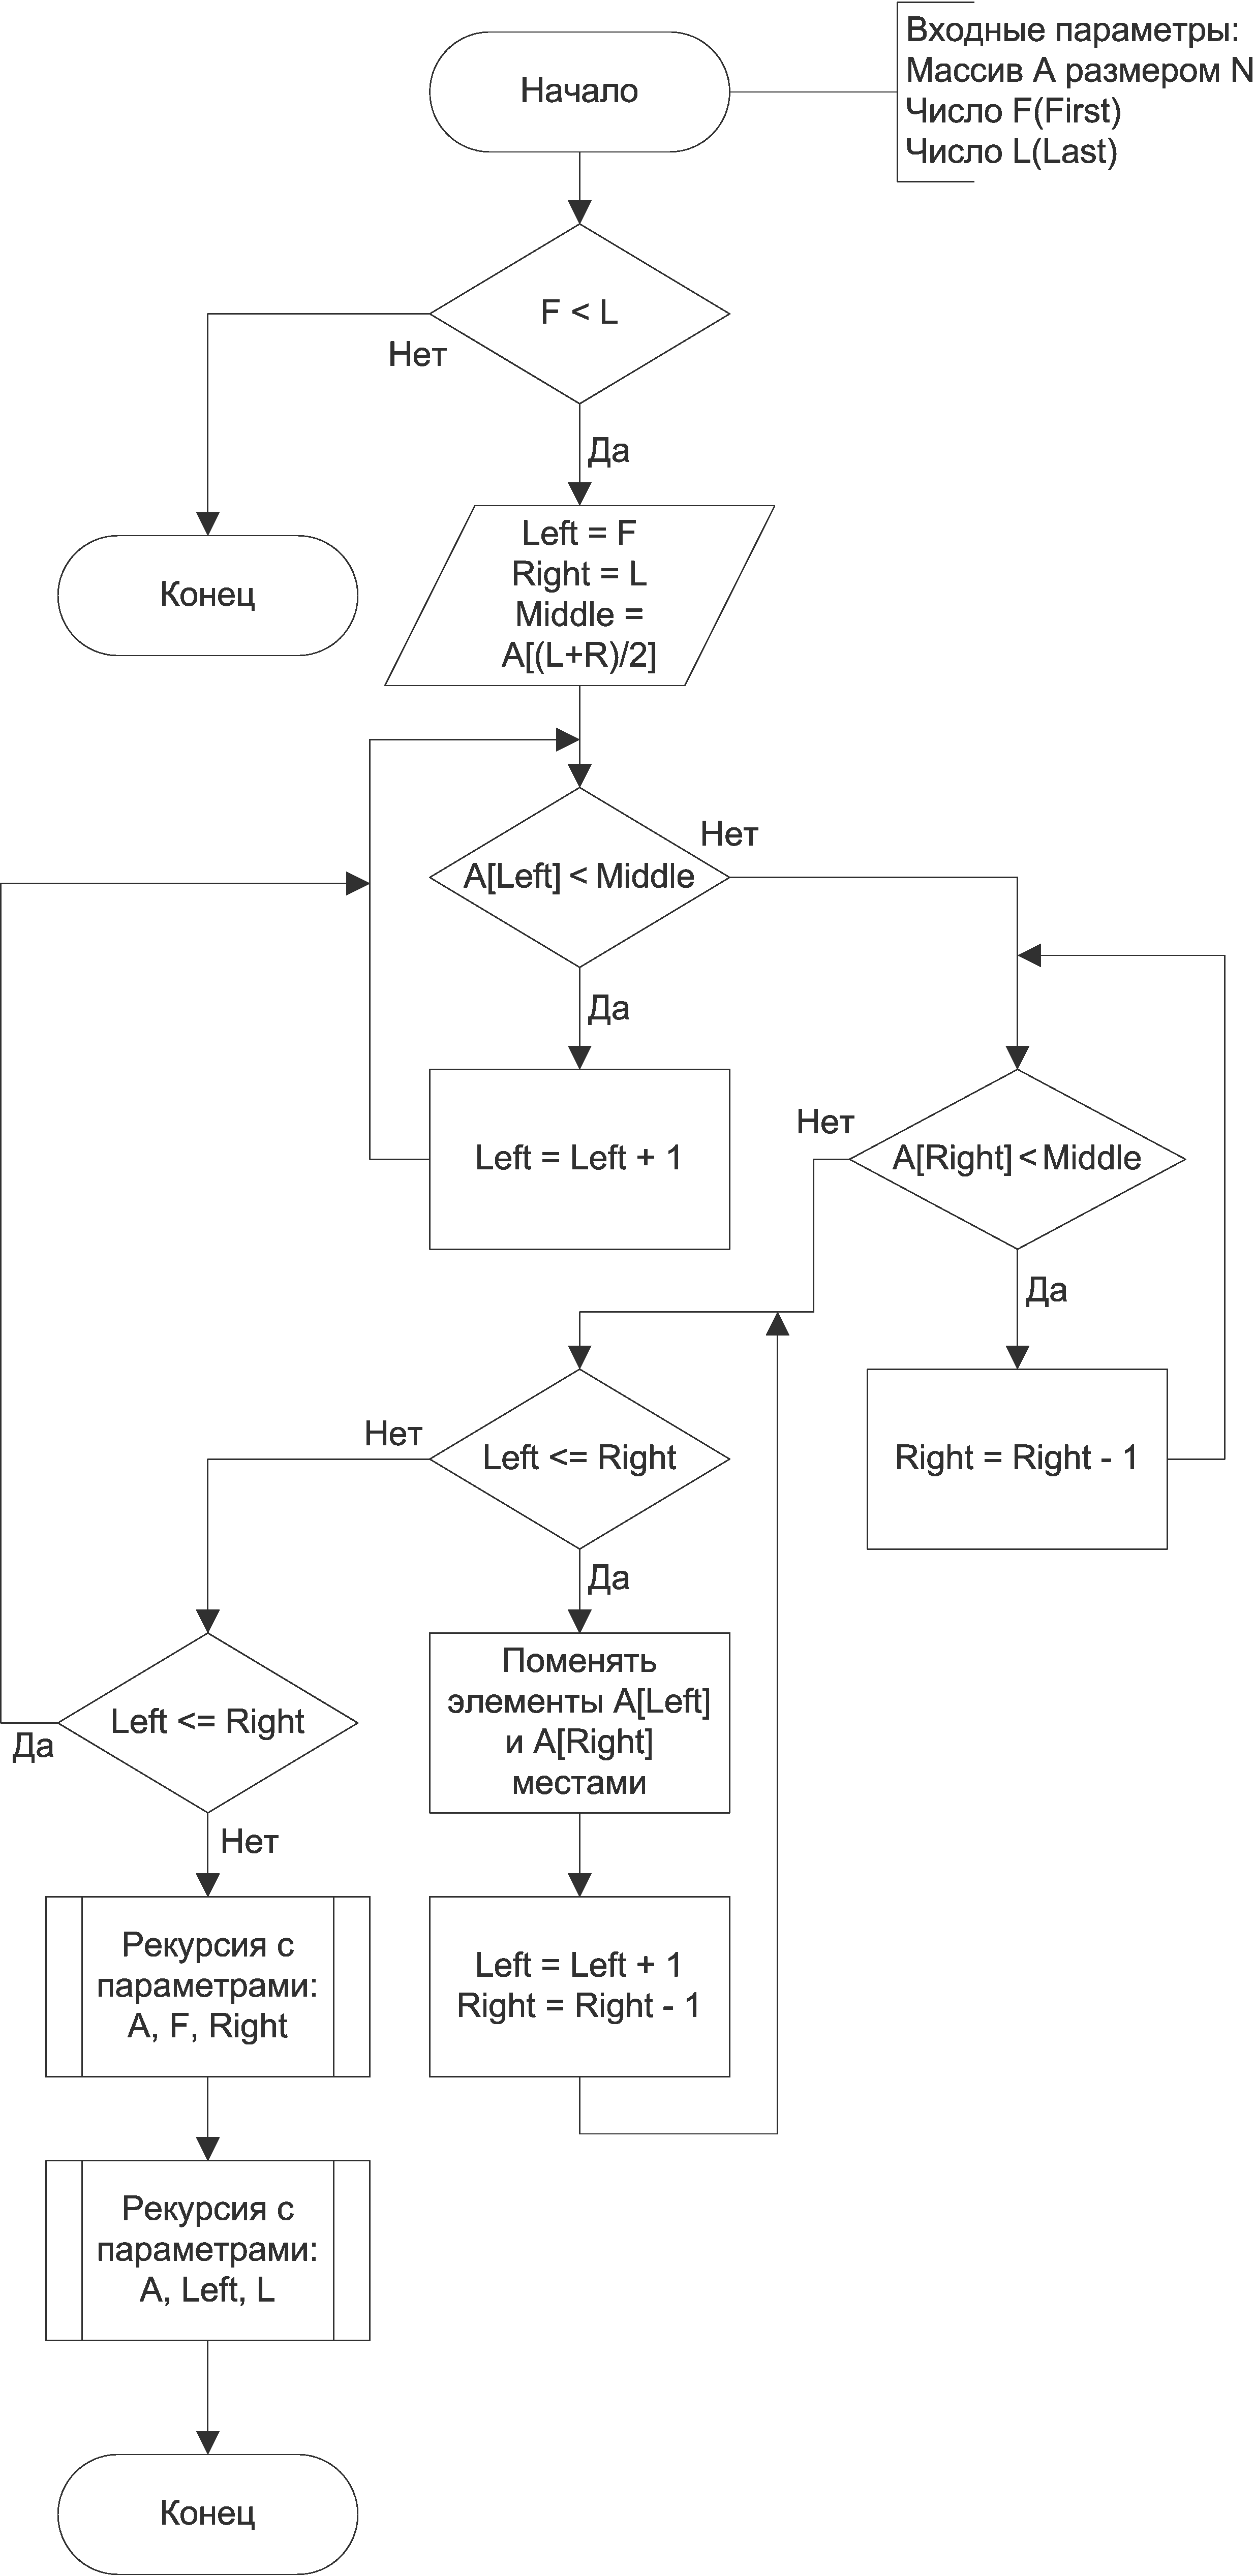 Начало
Входные параметры:
Массив A размером N
Число F(First)
Число L(Last)
F < L
Нет
Да
Left = F
Right = L
Middle =
A[(L+R)/2]
Конец
A[Left] < Middle
Нет
Да
Left = Left + 1
Нет
A[Right] < Middle
Да
Right = Right - 1
Left <= Right
Нет
Да
Поменять
элементы A[Left]
и A[Right]
местами
Left <= Right
Да
Нет
Рекурсия с
параметрами:
A, F, Right
Left = Left + 1
Right = Right - 1
Рекурсия с
параметрами:
A, Left, L
Конец